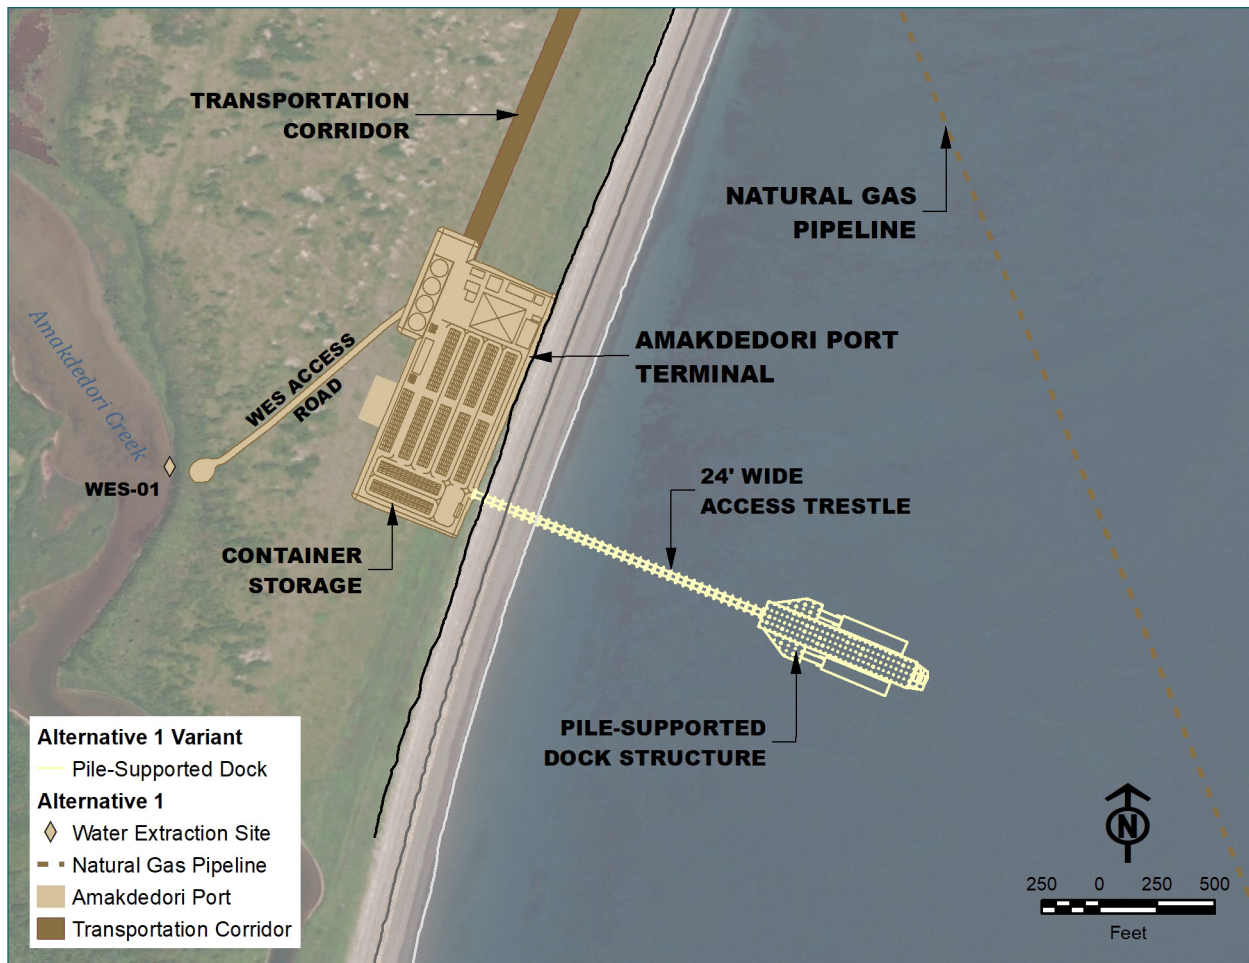 TRANSPORTATION
CORRIDOR
NATURAL GAS
PIPELINE
Amakdedori Creek
WES ACCESS
ROAD
AMAKDEDORI PORT
TERMINAL
WES-01
24' WIDE
ACCESS TRESTLE
CONTAINER
STORAGE
PILE-SUPPORTED
DOCK STRUCTURE
Alternative 1 Variant
Pile-Supported Dock
Alternative 1
Water Extraction Site
Natural Gas Pipeline
Amakdedori Port
Transportation Corridor
N
250 0 250 500
Feet